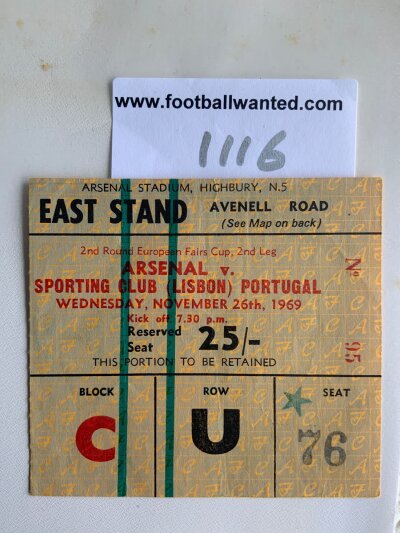 www.footballwanted.com
1116
ARSENAL STADIUM, HIGHBURY, N.5
EAST STAND AVENELL ROAD
(See Map on back)
2nd Round European Fairs Cup, 2nd Leg
ARSENAL v.
SPORTING CLUB (LISBON) PORTUGAL
WEDNESDAY, NOVEMBER 26th, 1969
Kick off 7.30 p.m.
Reserved Seat 25/-
THIS PORTION TO BE RETAINED
Nº 95
BLOCK ROW SEAT
C U 76